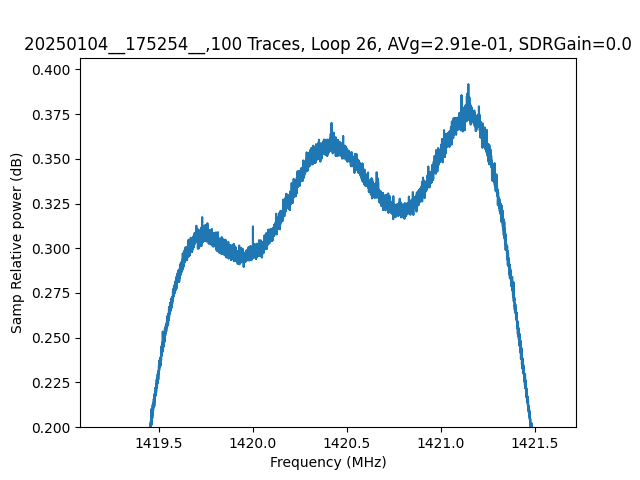 20250104__175254__,100 Traces, Loop 26, AVg=2.91e-01, SDRGain=0.0
0.400
0.375
0.350
0.325
0.300
0.275
0.250
0.225
0.200
Samp Relative power (dB)
1419.5 1420.0 1420.5 1421.0 1421.5
Frequency (MHz)